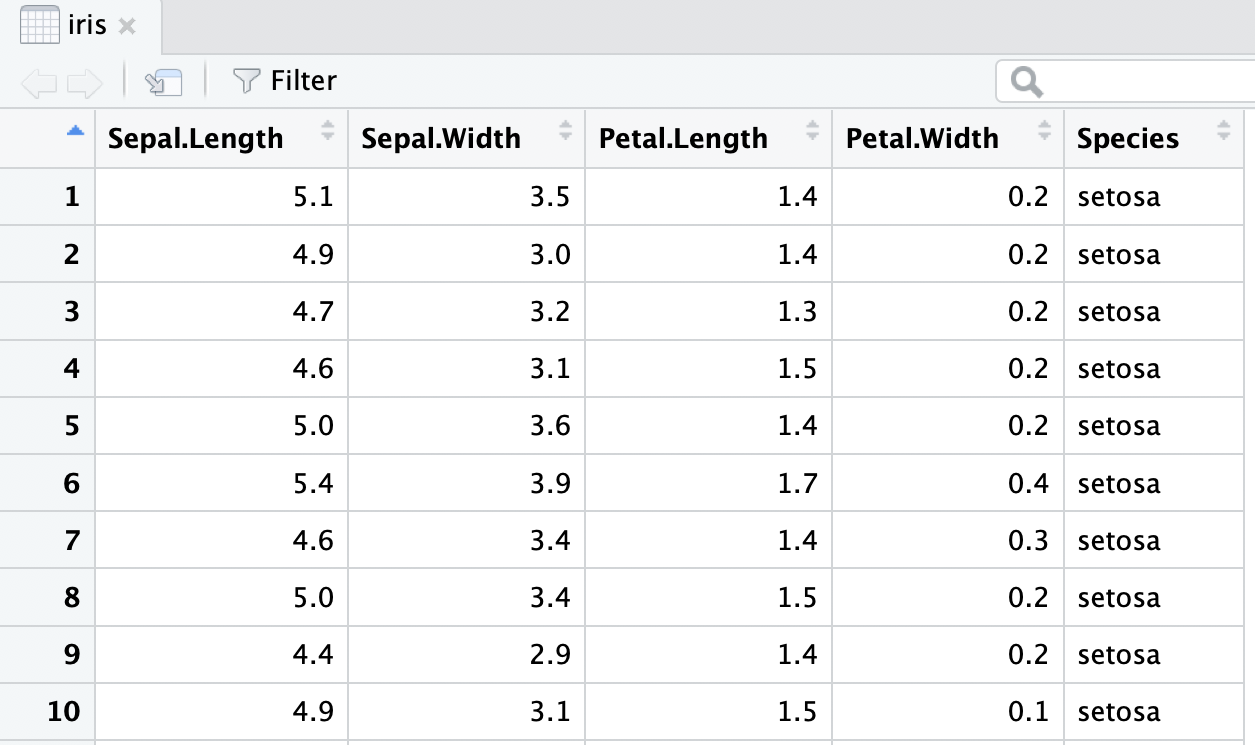 iris
Filter
Sepal.Length Sepal.Width Petal.Length Petal.Width Species
1 5.1 3.5 1.4 0.2 setosa
2 4.9 3.0 1.4 0.2 setosa
3 4.7 3.2 1.3 0.2 setosa
4 4.6 3.1 1.5 0.2 setosa
5 5.0 3.6 1.4 0.2 setosa
6 5.4 3.9 1.7 0.4 setosa
7 4.6 3.4 1.4 0.3 setosa
8 5.0 3.4 1.5 0.2 setosa
9 4.4 2.9 1.4 0.2 setosa
10 4.9 3.1 1.5 0.1 setosa